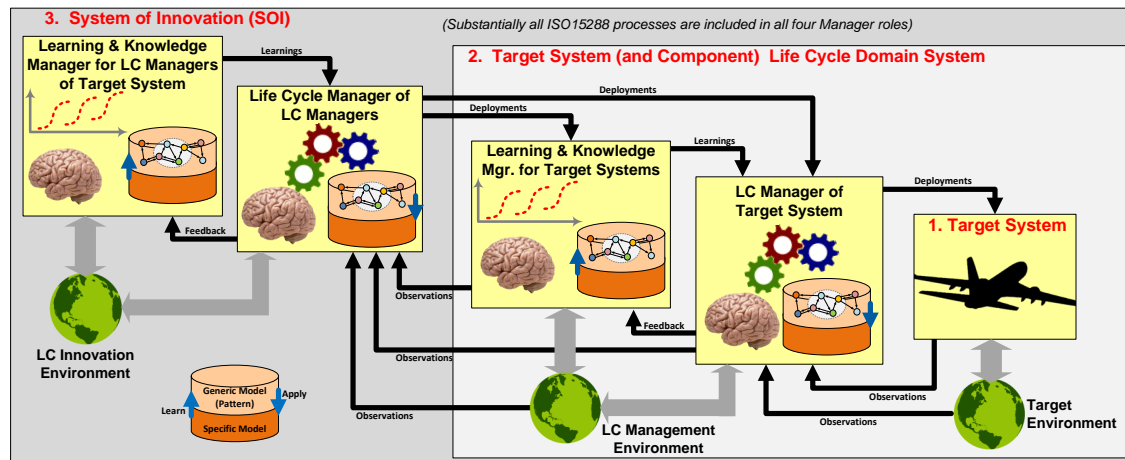 3. System of Innovation (SOI)
(Substantially all ISO15288 processes are included in all four Manager roles)
Learning & Knowledge
Manager for LC Managers
of Target System
Learnings
2. Target System (and Component) Life Cycle Domain System
Life Cycle Manager of
LC Managers
Deployments
Deployments
Learning & Knowledge
Mgr. for Target Systems
Learnings
LC Manager of
Target System
Deployments
1. Target System
Feedback
Observations
Feedback
Observations
LC Innovation
Environment
Generic Model
(Pattern)
Learn
Apply
Specific Model
Observations
LC Management
Environment
Observations
Target
Environment